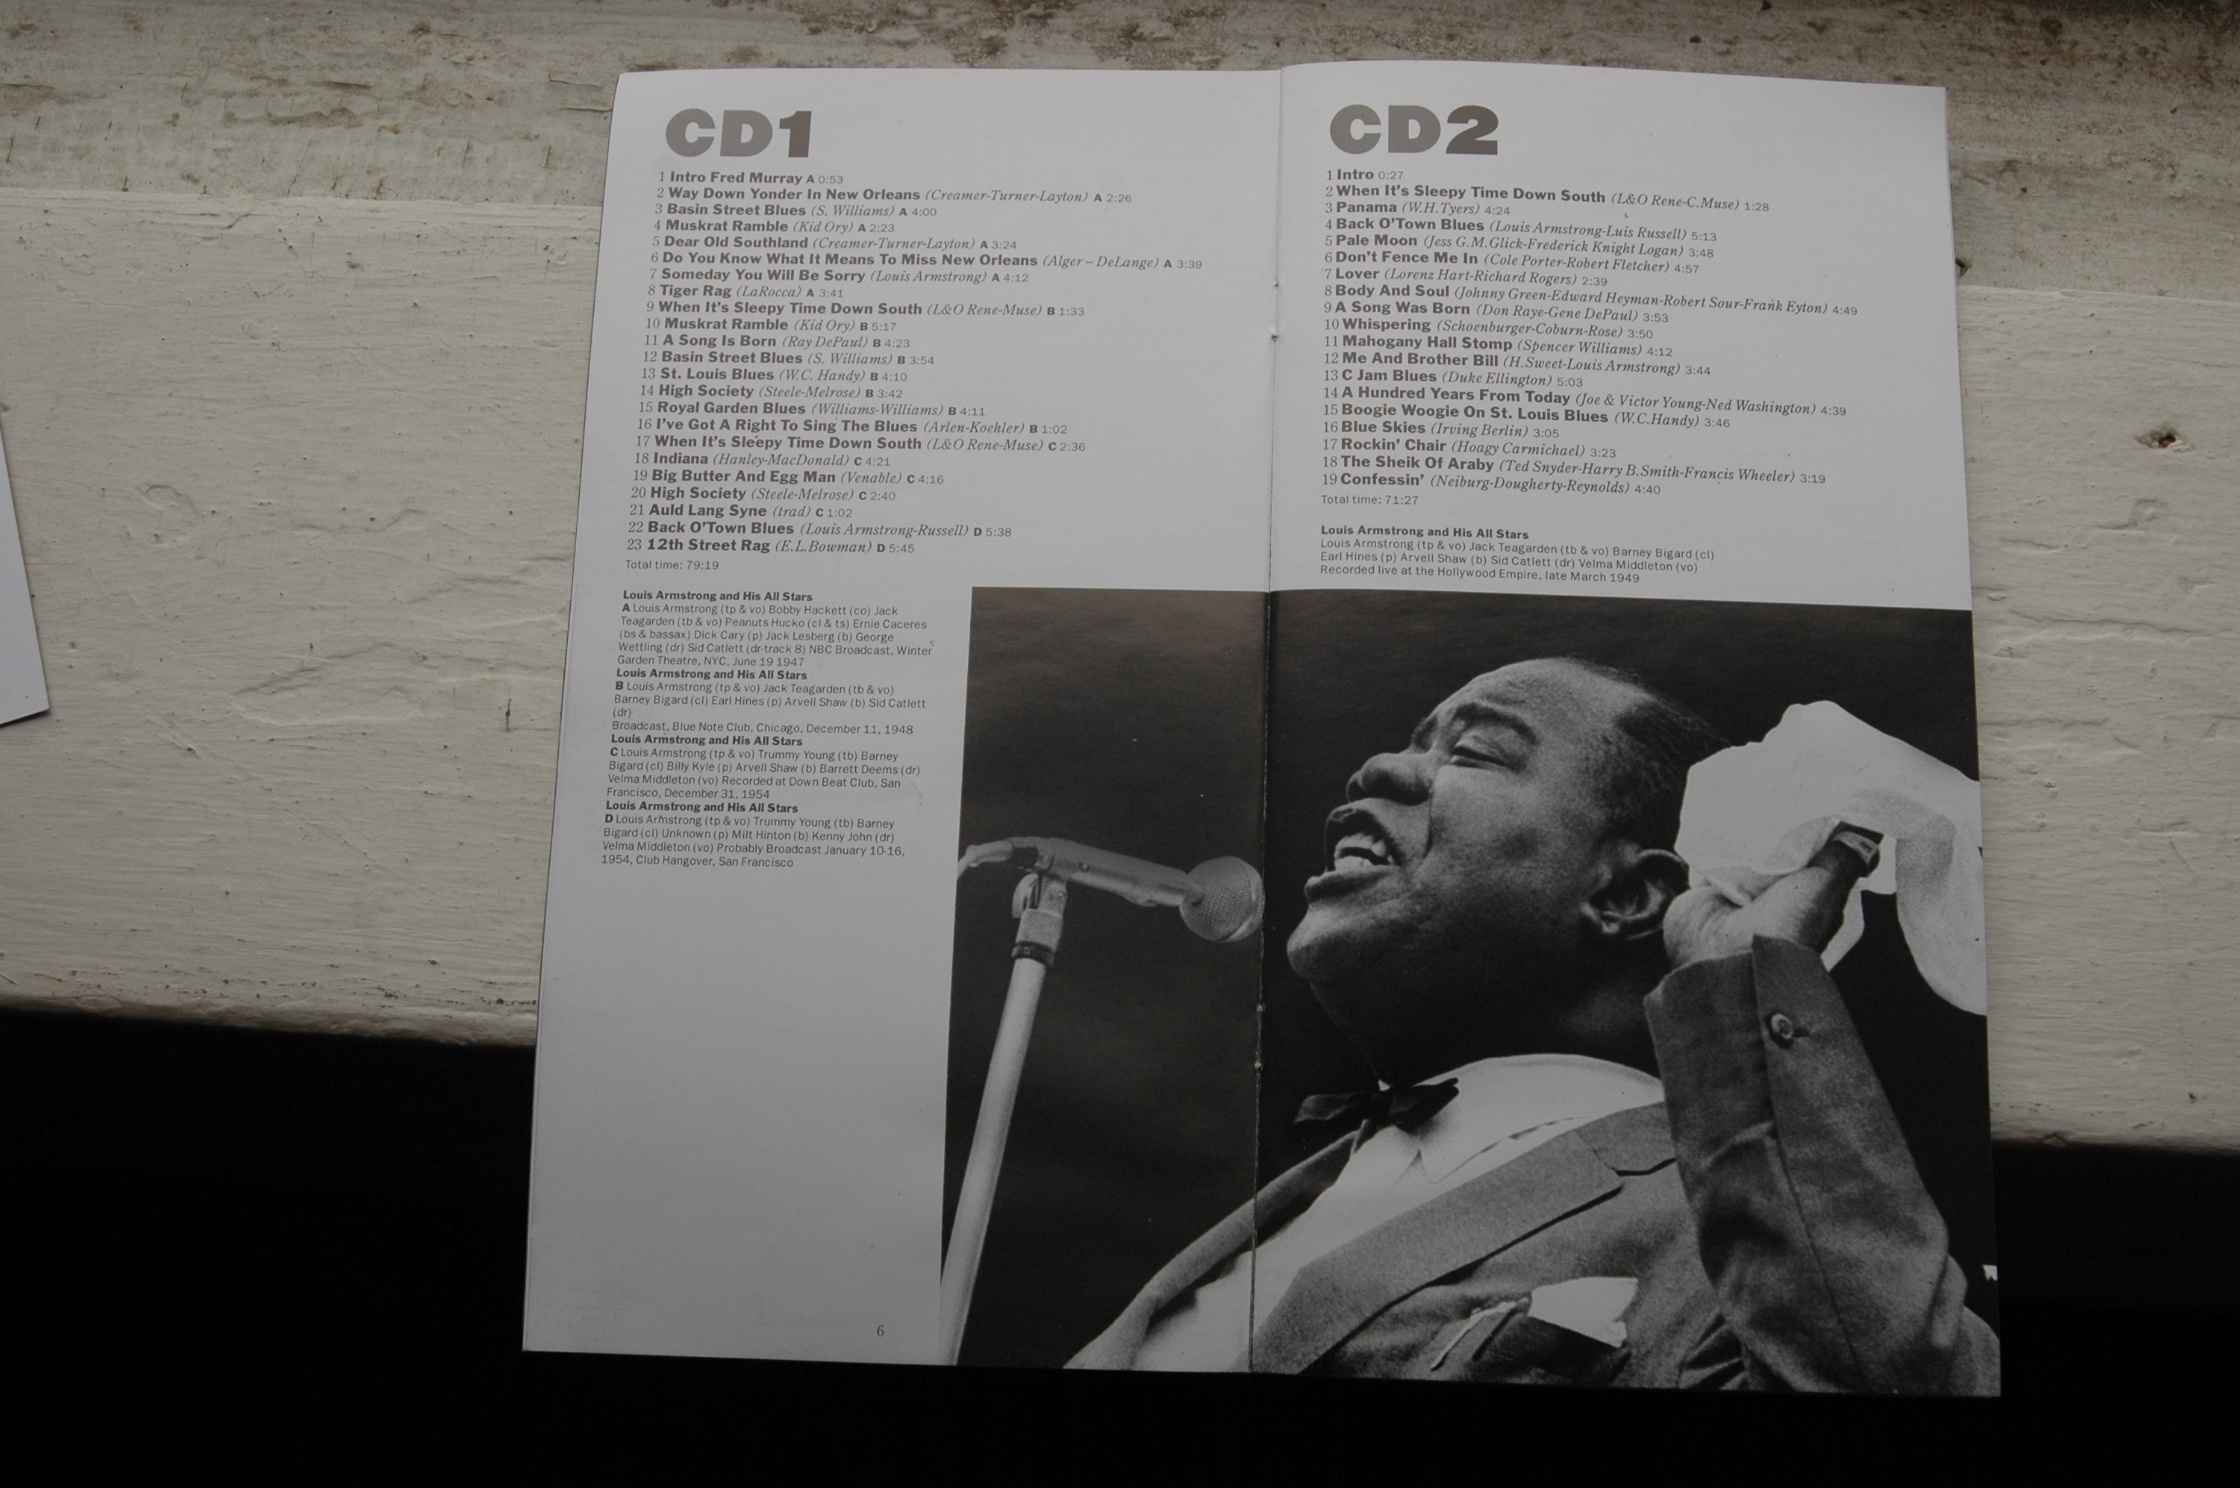 CD1
1 Intro Fred Murray A 0:53
2 Way Down Yonder In New Orleans (Creamer-Turner-Layton) A 2:26
3 Basin Street Blues (S. Williams) A 4:00
4 Muskrat Ramble (Kid Ory) A 2:23
5 Dear Old Southland (Creamer-Turner-Layton) A 3:24
6 Do You Know What It Means To Miss New Orleans (Alger–DeLange) A 3:39
7 Someday You Will Be Sorry (Louis Armstrong) A 4:12
8 Tiger Rag (LaRocca) A 3:41
9 When It's Sleepy Time Down South (L&O Rene-Muse) B 1:33
10 Muskrat Ramble (Kid Ory) B 5:17
11 A Song Is Born (Ray DePaul) B 4:23
12 Basin Street Blues (S. Williams) B 3:54
13 St. Louis Blues (W.C. Handy) B 4:10
14 High Society (Steele-Melrose) B 3:42
15 Royal Garden Blues (Williams-Williams) B 4:11
16 I've Got A Right To Sing The Blues (Arlen-Koehler) B 1:02
17 When It's Sleepy Time Down South (L&O Rene-Muse) C 2:36
18 Indiana (Hanley-MacDonald) C 4:21
19 Big Butter And Egg Man (Venable) C 4:16
20 High Society (Steele-Melrose) C 2:40
21 Auld Lang Syne (trad) C 1:02
22 Back O'Town Blues (Louis Armstrong-Russell) D 5:38
23 12th Street Rag (E.L.Bowman) D 5:45
Total time: 79:19
Louis Armstrong and His All Stars
A Louis Armstrong (tp & vo) Bobby Hackett (co) Jack
Teagarden (tb & vo) Peanuts Hucko (cl & ts) Ernie Caceres
(bs & bassax) Dick Cary (p) Jack Lesberg (b) George
Wettling (dr) Sid Catlett (dr-track 8) NBC Broadcast, Winter
Garden Theatre, NYC, June 19 1947
Louis Armstrong and His All Stars
B Louis Armstrong (tp & vo) Jack Teagarden (tb & vo)
Barney Bigard (cl) Earl Hines (p) Arvell Shaw (b) Sid Catlett
(dr)
Broadcast, Blue Note Club, Chicago, December 11, 1948
Louis Armstrong and His All Stars
C Louis Armstrong (tp & vo) Trummy Young (tb) Barney
Bigard (cl) Billy Kyle (p) Arvell Shaw (b) Barrett Deems (dr)
Velma Middleton (vo) Recorded at Down Beat Club, San
Francisco, December 31, 1954
Louis Armstrong and His All Stars
D Louis Armstrong (tp & vo) Trummy Young (tb) Barney
Bigard (cl) Unknown (p) Milt Hinton (b) Kenny John (dr)
Velma Middleton (vo) Probably Broadcast January 10-16,
1954, Club Hangover, San Francisco
6
CD2
1 Intro 0:27
2 When It's Sleepy Time Down South (L&O Rene-C.Muse) 1:28
3 Panama (W.H.Tyers) 4:24
4 Back O'Town Blues (Louis Armstrong-Luis Russell) 5:13
5 Pale Moon (Jess G.M.Glick-Frederick Knight Logan) 3:48
6 Don't Fence Me In (Cole Porter-Robert Fletcher) 4:57
7 Lover (Lorenz Hart-Richard Rogers) 2:39
8 Body And Soul (Johnny Green-Edward Heyman-Robert Sour-Frank Eyton) 4:49
9 A Song Was Born (Don Raye-Gene DePaul) 3:53
10 Whispering (Schoenburger-Coburn-Rose) 3:50
11 Mahogany Hall Stomp (Spencer Williams) 4:12
12 Me And Brother Bill (H.Sweet-Louis Armstrong) 3:44
13 C Jam Blues (Duke Ellington) 5:03
14 A Hundred Years From Today (Joe & Victor Young-Ned Washington) 4:39
15 Boogie Woogie On St. Louis Blues (W.C.Handy) 3:46
16 Blue Skies (Irving Berlin) 3:05
17 Rockin' Chair (Hoagy Carmichael) 3:23
18 The Sheik Of Araby (Ted Snyder-Harry B.Smith-Francis Wheeler) 3:19
19 Confessin' (Neiburg-Dougherty-Reynolds) 4:40
Total time: 71:27
Louis Armstrong and His All Stars
Louis Armstrong (tp & vo) Jack Teagarden (tb & vo) Barney Bigard (cl)
Earl Hines (p) Arvell Shaw (b) Sid Catlett (dr) Velma Middleton (vo)
Recorded live at the Hollywood Empire, late March 1949